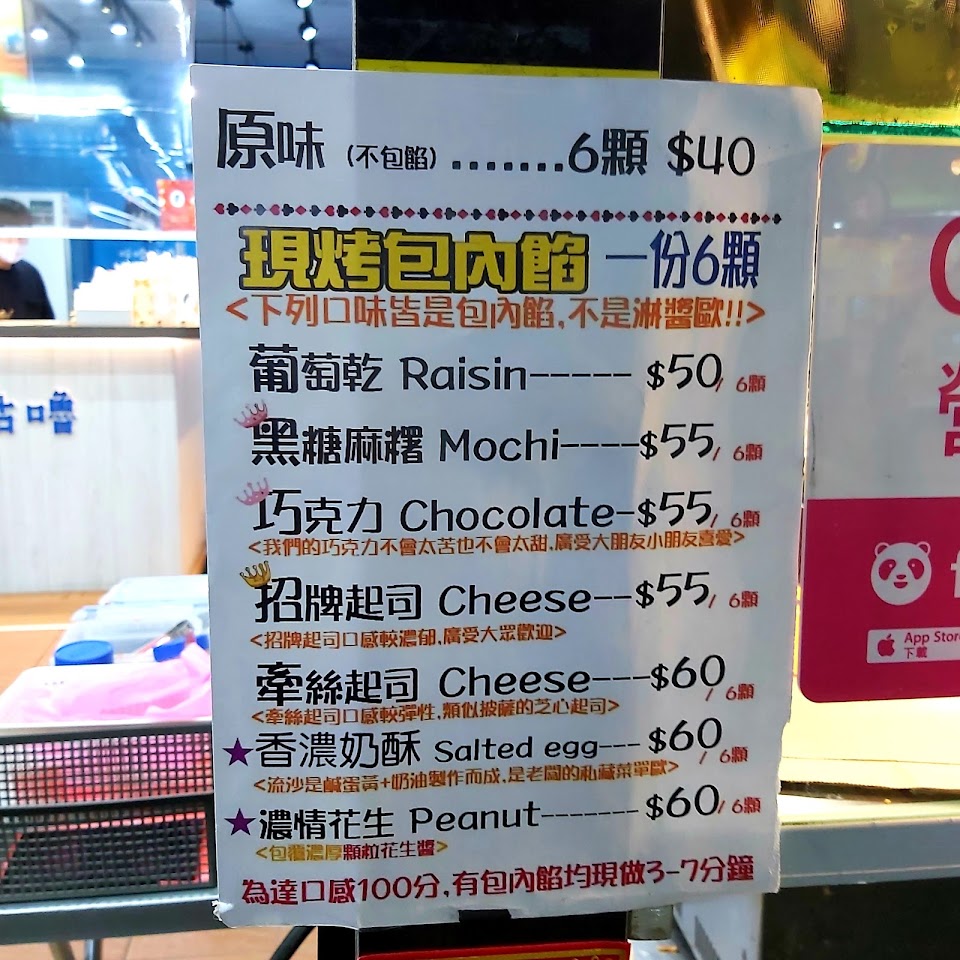 原味 (不包餡) ....... 6顆 $40
現烤包內餡 一份6顆
<下列口味皆是包內餡,不是淋醬歐!!>
葡萄乾 Raisin----- $50/ 6顆
黑糖麻糬 Mochi----$55/ 6顆
巧克力 Chocolate-$55/ 6顆
<我們的巧克力不會太苦也不會太甜,廣受大朋友小朋友喜愛>
招牌起司 Cheese--$55/ 6顆
<招牌起司口感較濃郁,廣受大眾歡迎>
牽絲起司 Cheese---$60/ 6顆
<牽絲起司口感較彈性,類似披薩的芝心起司>
★香濃奶酥 Salted egg--- $60/ 6顆
<流沙是鹹蛋黃+奶油製作而成,是老闆的私藏菜單歐>
★濃情花生 Peanut------- $60/ 6顆
<包覆濃厚顆粒花生醬>
為達口感100分,有包內餡均現做3-7分鐘
咕嚕
App Store
下載